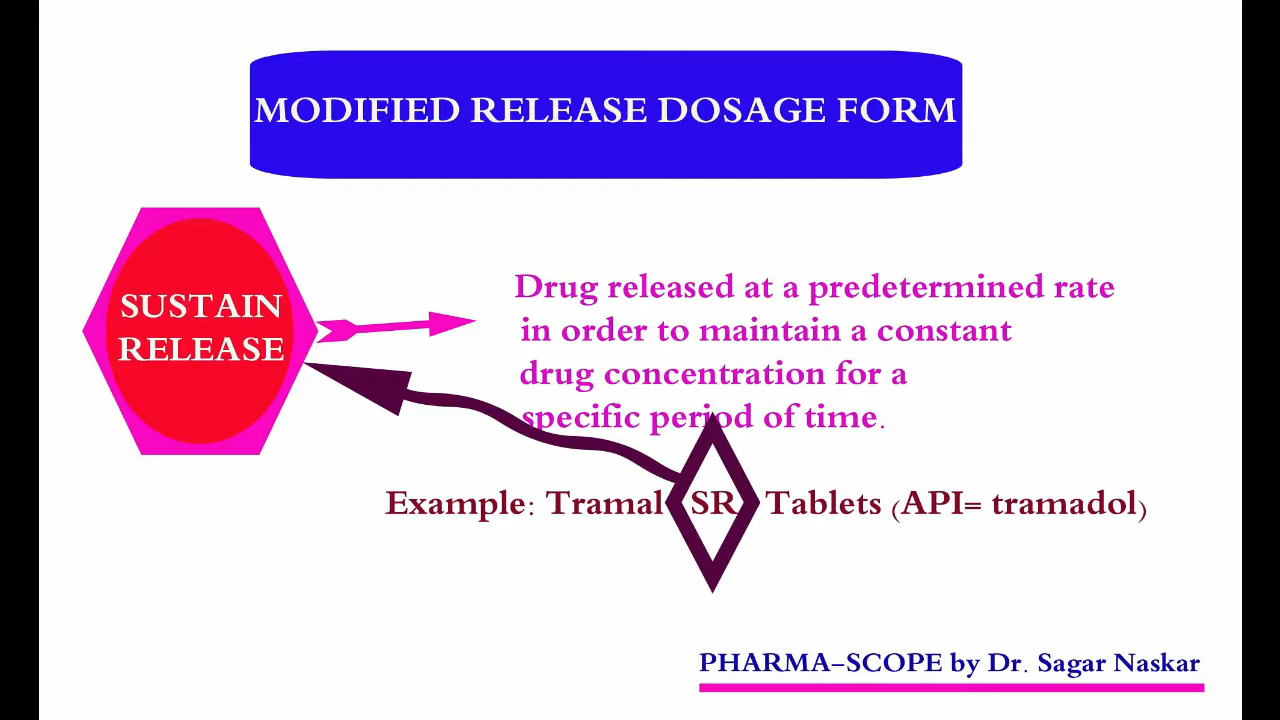 MODIFIED RELEASE DOSAGE FORM
SUSTAIN
RELEASE
Drug released at a predetermined rate
in order to maintain a constant
drug concentration for a
specific period of time.
Example: Tramal SR Tablets (API= tramadol)
PHARMA-SCOPE by Dr. Sagar Naskar